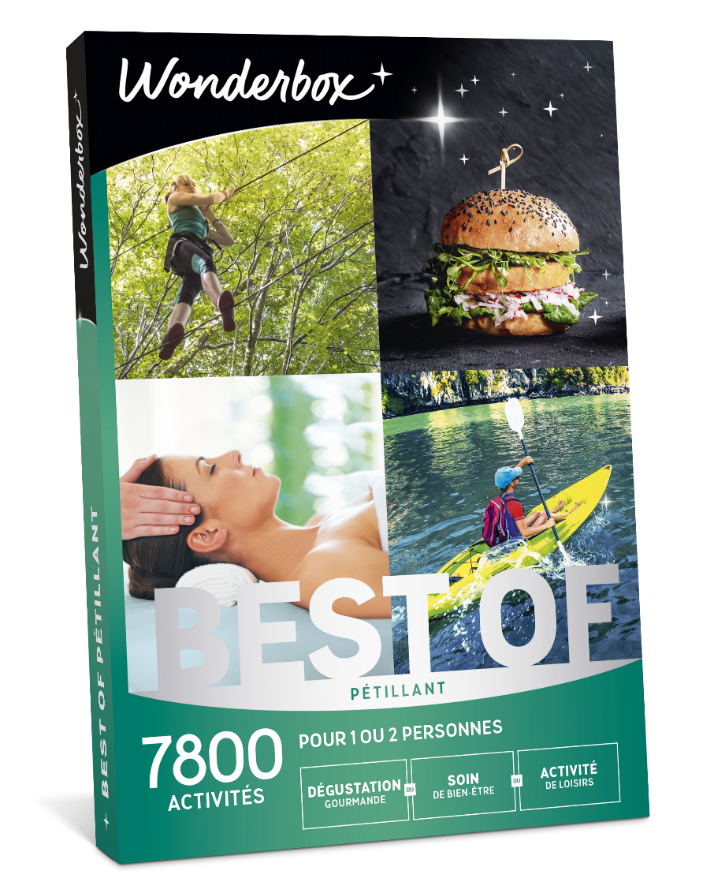 Wonderbox
Wonderbox
BEST OF PÉTILLANT
BEST OF
PÉTILLANT
7800
ACTIVITÉS
POUR 1 OU 2 PERSONNES
DÉGUSTATION
GOURMANDE
OU
SOIN
DE BIEN-ÊTRE
OU
ACTIVITÉ
DE LOISIRS